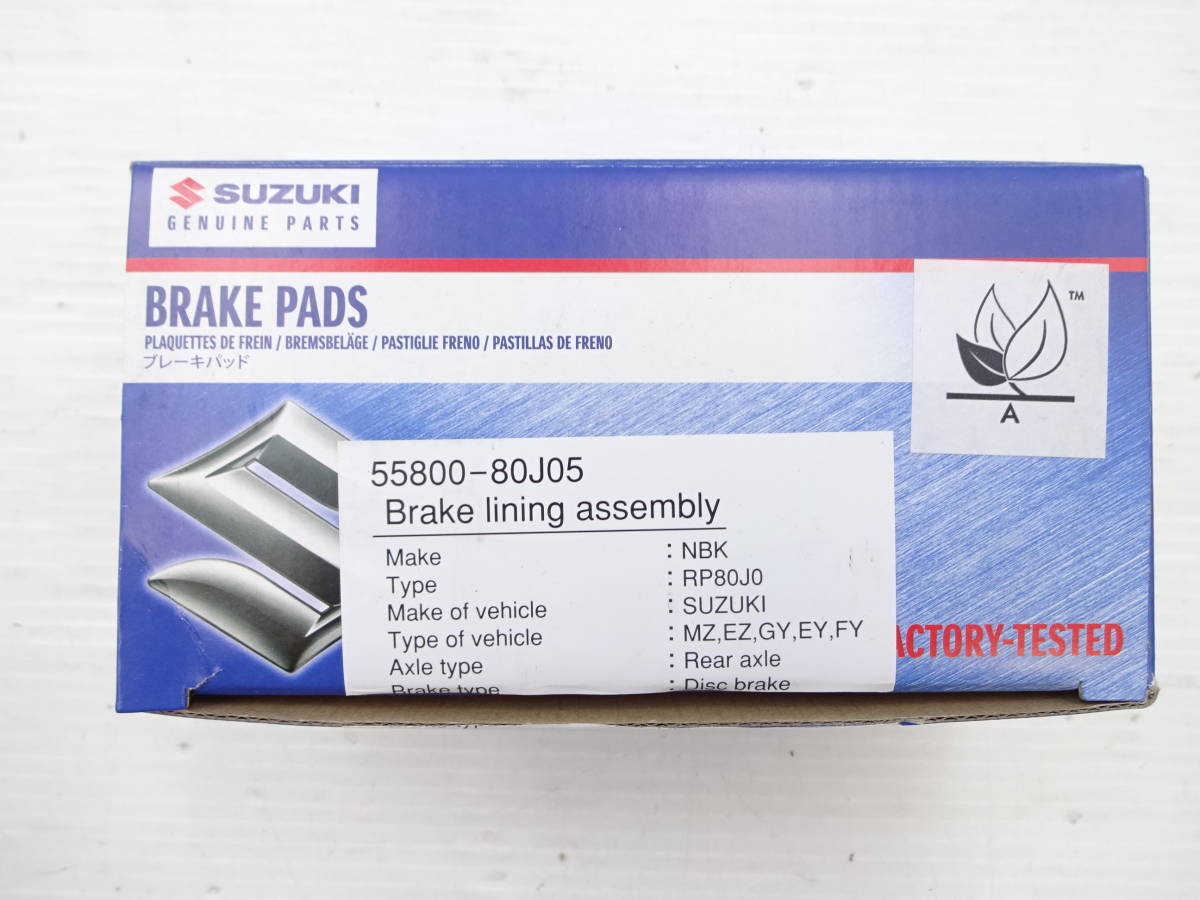 SUZUKI
GENUINE PARTS
BRAKE PADS
PLAQUETTES DE FREIN / BREMSBELÄGE / PASTIGLIE FRENO / PASTILLAS DE FRENO
ブレーキパッド
TM
A
55800-80J05
Brake lining assembly
Make : NBK
Type : RP80J0
Make of vehicle : SUZUKI
Type of vehicle : MZ,EZ,GY,EY,FY
Axle type : Rear axle
Brake type : Disc brake
ACTORY-TESTED